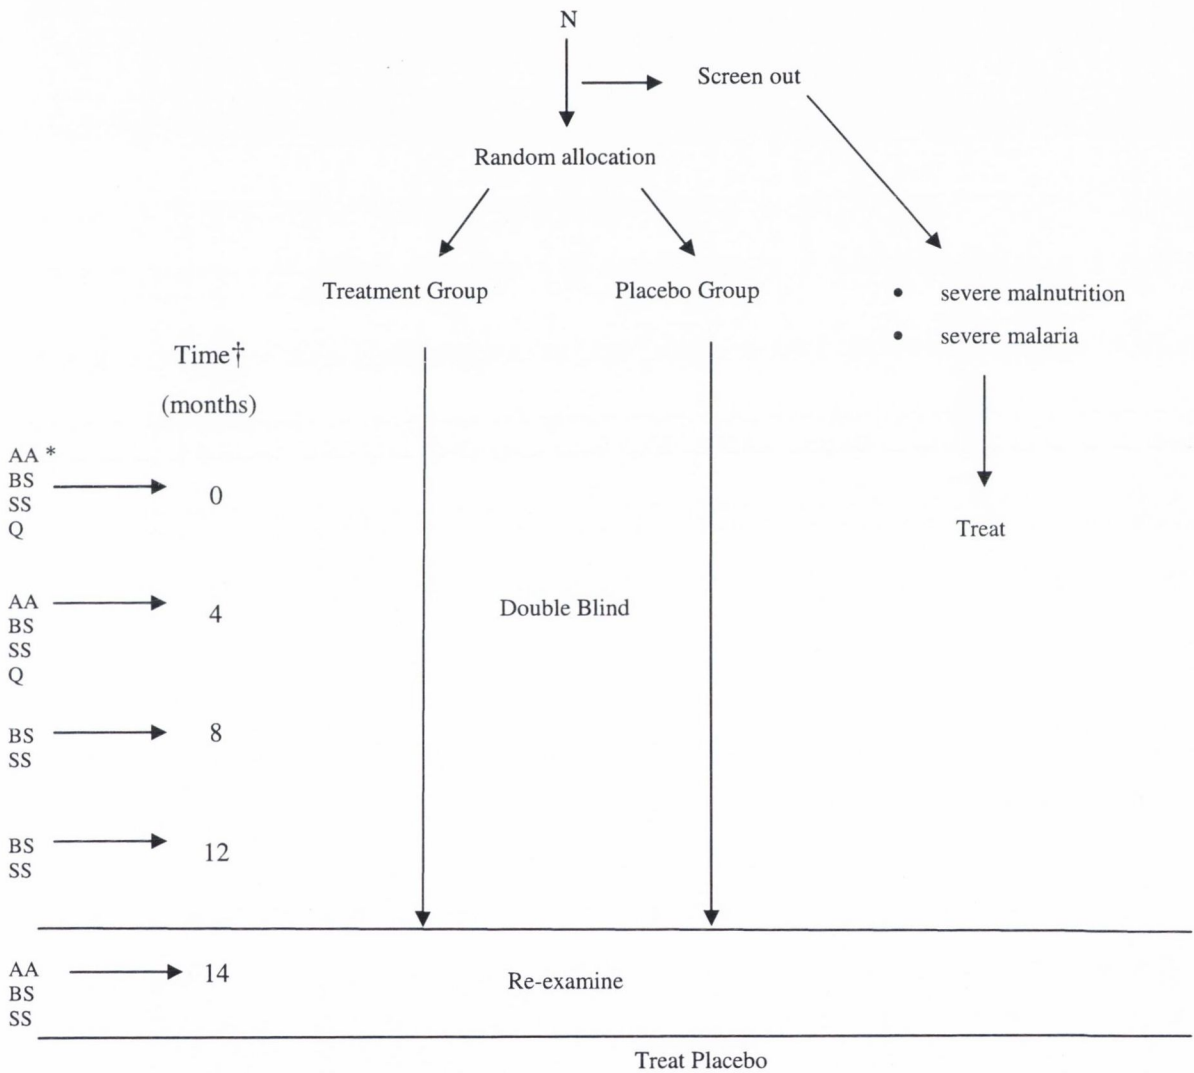 N
Screen out
Random allocation
Treatment Group
Placebo Group
• severe malnutrition
• severe malaria
Treat
Time†
(months)
AA *
BS
SS
Q
0
AA
BS
SS
Q
4
Double Blind
BS
SS
8
BS
SS
12
AA
BS
SS
14
Re-examine
Treat Placebo